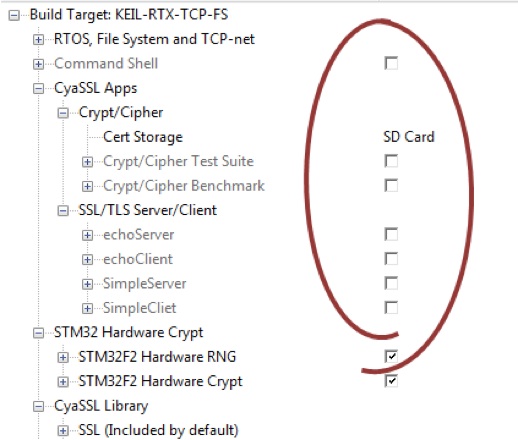 Build Target: KEIL-RTX-TCP-FS
RTOS, File System and TCP-net
Command Shell
CyaSSL Apps
Crypt/Cipher
Cert Storage SD Card
Crypt/Cipher Test Suite
Crypt/Cipher Benchmark
SSL/TLS Server/Client
echoServer
echoClient
SimpleServer
SimpleCliet
STM32 Hardware Crypt
STM32F2 Hardware RNG
STM32F2 Hardware Crypt
CyaSSL Library
SSL (Included by default)